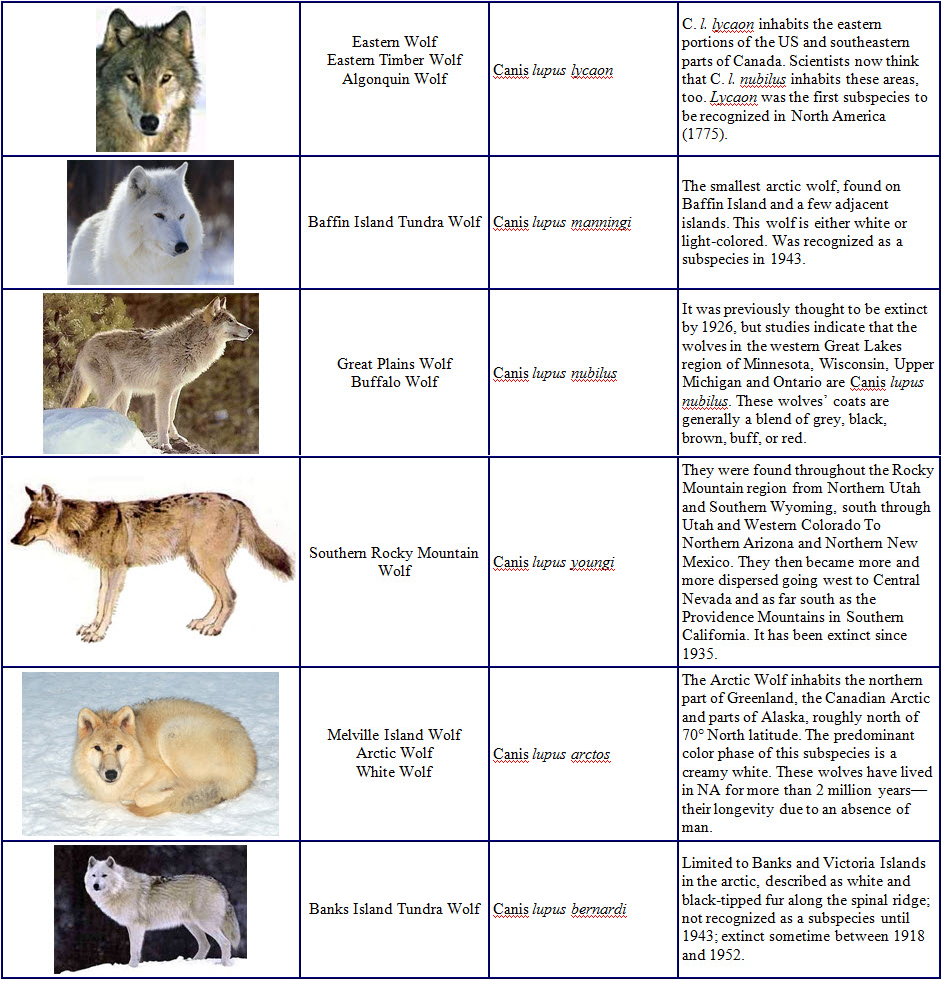 Eastern Wolf
Eastern Timber Wolf
Algonquin Wolf
Canis lupus lycaon
C. l. lycaon inhabits the eastern
portions of the US and southeastern
parts of Canada. Scientists now think
that C. l. nubilus inhabits these areas,
too. Lycaon was the first subspecies to
be recognized in North America
(1775).
Baffin Island Tundra Wolf
Canis lupus manningi
The smallest arctic wolf, found on
Baffin Island and a few adjacent
islands. This wolf is either white or
light-colored. Was recognized as a
subspecies in 1943.
Great Plains Wolf
Buffalo Wolf
Canis lupus nubilus
It was previously thought to be extinct
by 1926, but studies indicate that the
wolves in the western Great Lakes
region of Minnesota, Wisconsin, Upper
Michigan and Ontario are Canis lupus
nubilus. These wolves’ coats are
generally a blend of grey, black,
brown, buff, or red.
Southern Rocky Mountain
Wolf
Canis lupus youngi
They were found throughout the Rocky
Mountain region from Northern Utah
and Southern Wyoming, south through
Utah and Western Colorado To
Northern Arizona and Northern New
Mexico. They then became more and
more dispersed going west to Central
Nevada and as far south as the
Providence Mountains in Southern
California. It has been extinct since
1935.
Melville Island Wolf
Arctic Wolf
White Wolf
Canis lupus arctos
The Arctic Wolf inhabits the northern
part of Greenland, the Canadian Arctic
and parts of Alaska, roughly north of
70° North latitude. The predominant
color phase of this subspecies is a
creamy white. These wolves have lived
in NA for more than 2 million years—
their longevity due to an absence of
man.
Banks Island Tundra Wolf
Canis lupus bernardi
Limited to Banks and Victoria Islands
in the arctic, described as white and
black-tipped fur along the spinal ridge;
not recognized as a subspecies until
1943; extinct sometime between 1918
and 1952.